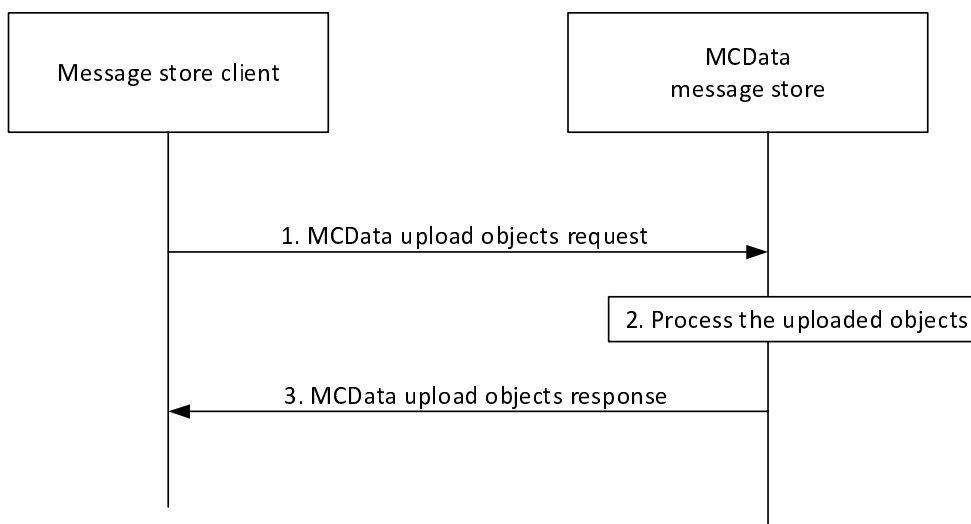 Message store client
MCData
message store
1. MCData upload objects request
2. Process the uploaded objects
3. MCData upload objects response